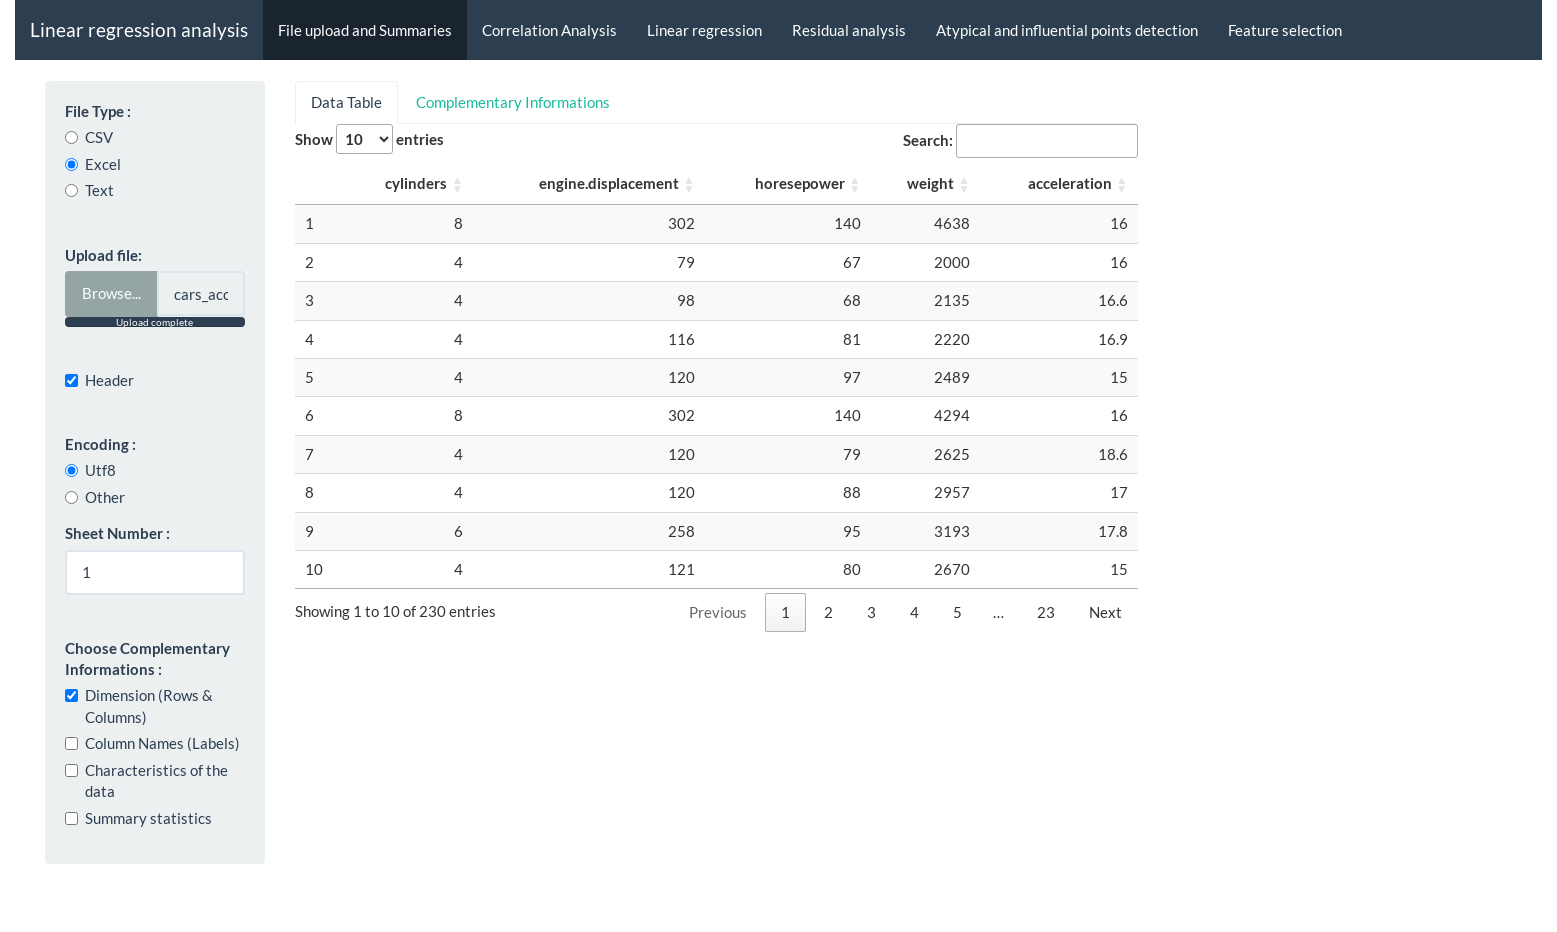 Linear regression analysis File upload and Summaries Correlation Analysis Linear regression Residual analysis Atypical and influential points detection Feature selection
File Type :
CSV
Excel
Text
Upload file:
Browse... cars_acc
Upload complete
Header
Encoding :
Utf8
Other
Sheet Number :
1
Choose Complementary
Informations :
Dimension (Rows &
Columns)
Column Names (Labels)
Characteristics of the
data
Summary statistics
Data Table Complementary Informations
Show 10 entries Search:
cylinders engine.displacement horesepower weight acceleration
1 8 302 140 4638 16
2 4 79 67 2000 16
3 4 98 68 2135 16.6
4 4 116 81 2220 16.9
5 4 120 97 2489 15
6 8 302 140 4294 16
7 4 120 79 2625 18.6
8 4 120 88 2957 17
9 6 258 95 3193 17.8
10 4 121 80 2670 15
Showing 1 to 10 of 230 entries Previous 1 2 3 4 5 … 23 Next